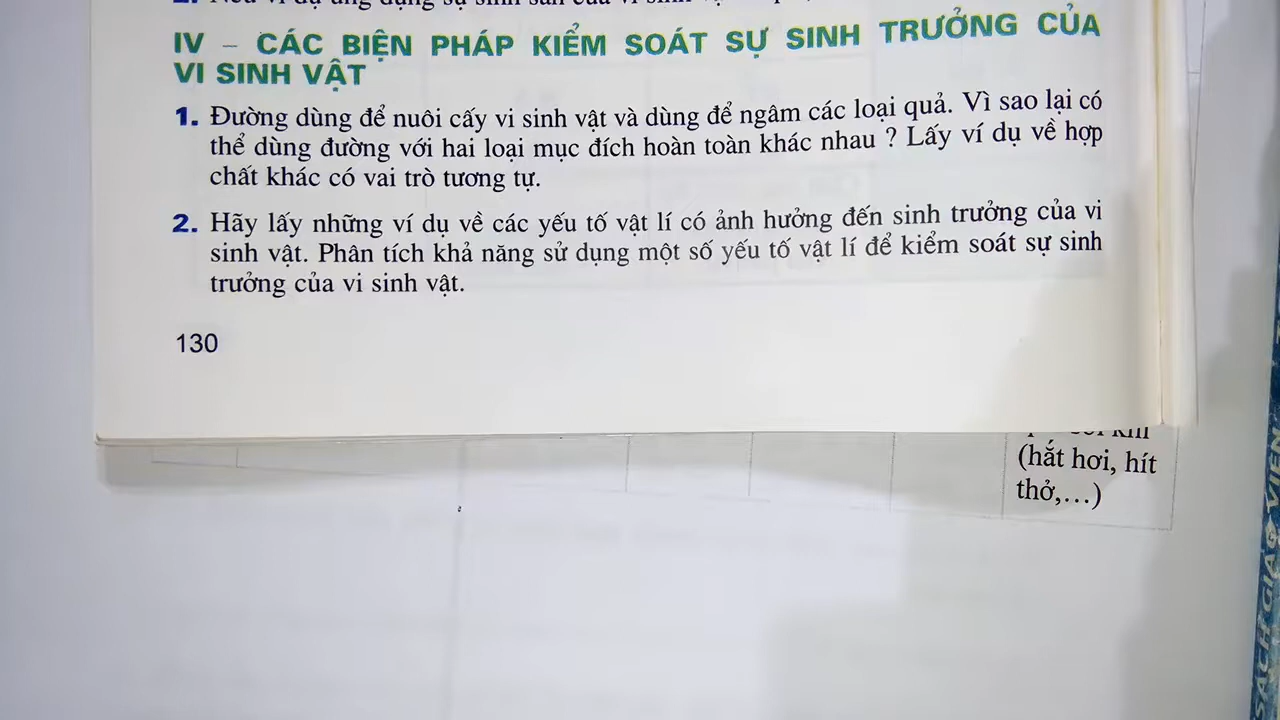 IV – CÁC BIỆN PHÁP KIỂM SOÁT SỰ SINH TRƯỞNG CỦA
VI SINH VẬT
1. Đường dùng để nuôi cấy vi sinh vật và dùng để ngâm các loại quả. Vì sao lại có
thể dùng đường với hai loại mục đích hoàn toàn khác nhau ? Lấy ví dụ về hợp
chất khác có vai trò tương tự.
2. Hãy lấy những ví dụ về các yếu tố vật lí có ảnh hưởng đến sinh trưởng của vi
sinh vật. Phân tích khả năng sử dụng một số yếu tố vật lí để kiểm soát sự sinh
trưởng của vi sinh vật.
130
(hắt hơi, hít
thở,...)
SÁCH GIÁO VIÊN